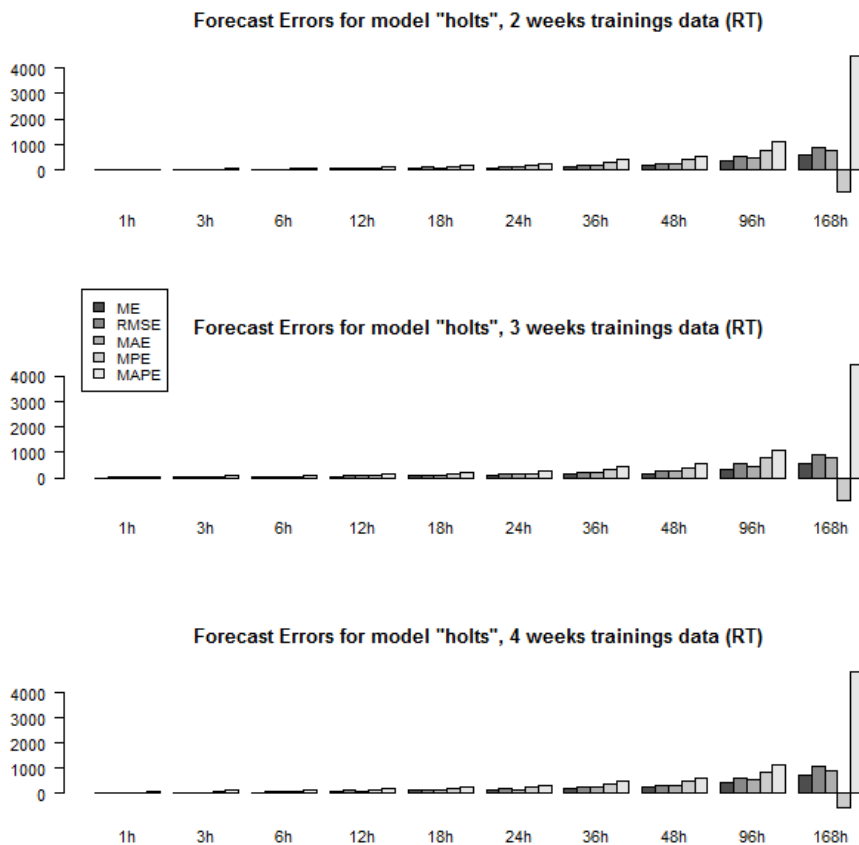 Forecast Errors for model "holts", 2 weeks trainings data (RT)
4000
3000
2000
1000
0
1h 3h 6h 12h 18h 24h 36h 48h 96h 168h
ME
RMSE
MAE
MPE
MAPE
Forecast Errors for model "holts", 3 weeks trainings data (RT)
4000
3000
2000
1000
0
1h 3h 6h 12h 18h 24h 36h 48h 96h 168h
Forecast Errors for model "holts", 4 weeks trainings data (RT)
4000
3000
2000
1000
0
1h 3h 6h 12h 18h 24h 36h 48h 96h 168h